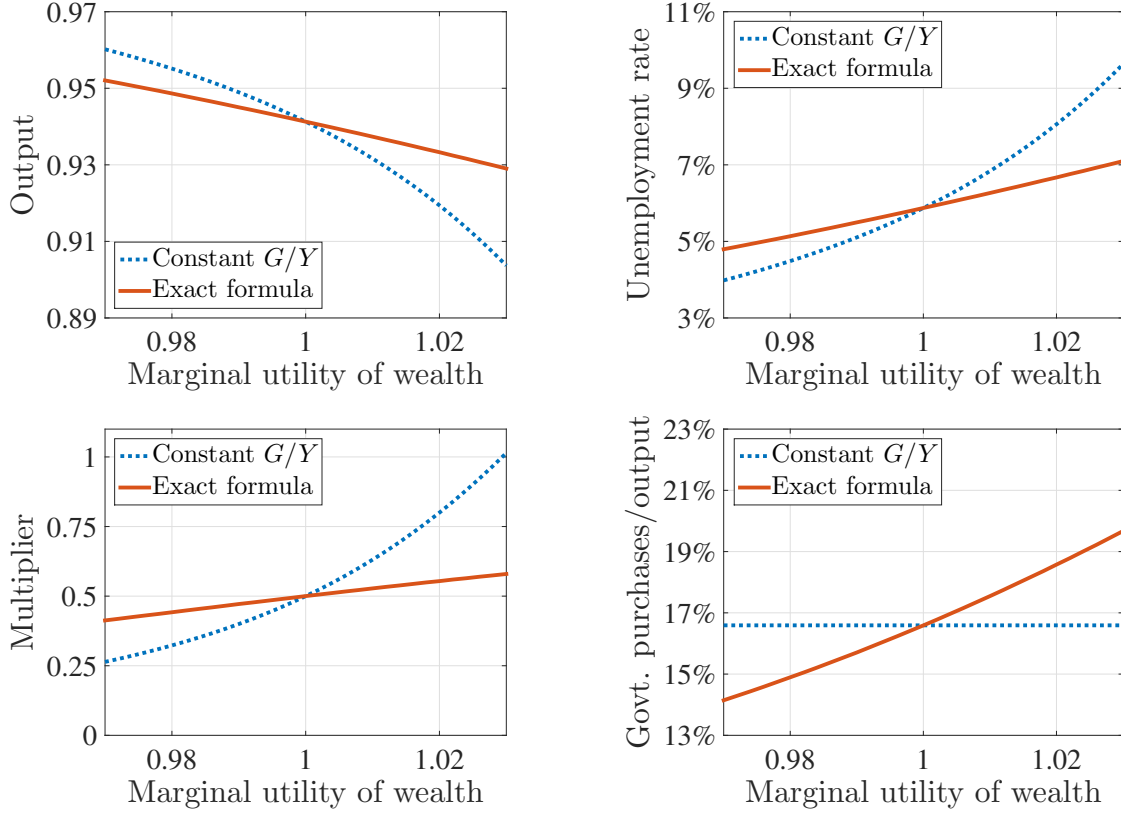 0.97
0.95
0.93
0.91
0.89
Output
Constant G/Y
Exact formula
0.98
1
1.02
Marginal utility of wealth
11%
9%
7%
5%
3%
Unemployment rate
Constant G/Y
Exact formula
0.98
1
1.02
Marginal utility of wealth
1
0.75
0.5
0.25
0
Multiplier
Constant G/Y
Exact formula
0.98
1
1.02
Marginal utility of wealth
23%
21%
19%
17%
15%
13%
Govt. purchases/output
Constant G/Y
Exact formula
0.98
1
1.02
Marginal utility of wealth